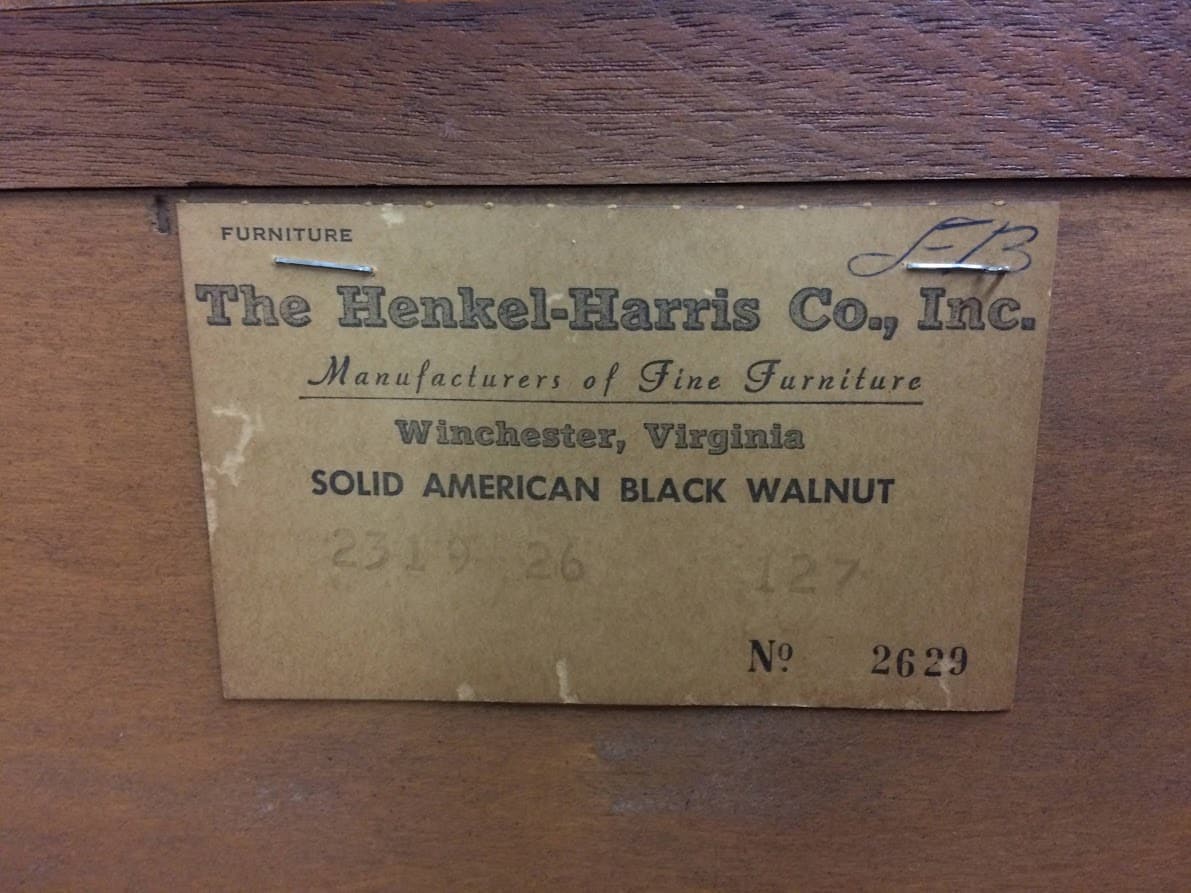 FURNITURE
The Henkel-Harris Co., Inc.
Manufacturers of Fine Furniture
Winchester, Virginia
SOLID AMERICAN BLACK WALNUT
2319 26 127
Nº 2629